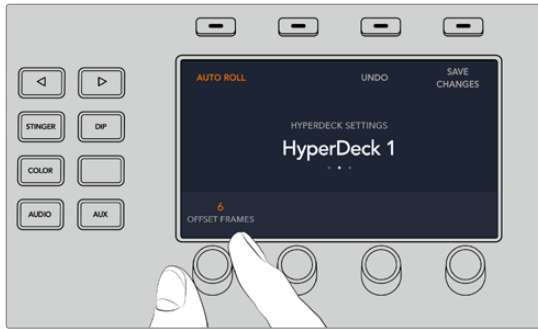 AUTO ROLL
UNDO
SAVE
CHANGES
STINGER
DIP
HYPERDECK SETTINGS
HyperDeck 1
COLOR
AUDIO
AUX
6
OFFSET FRAMES